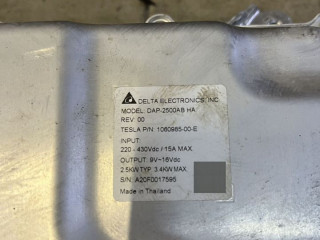 DELTA ELECTRONICS, INC.
MODEL: DAP-2500AB HA
REV: 00
TESLA P/N: 1060985-00-E
INPUT:
220 - 430Vdc / 15A MAX.
OUTPUT: 9V~16Vdc
2.5KW TYP. 3.4KW MAX.
S/N: A20F0017595
Made in Thailand